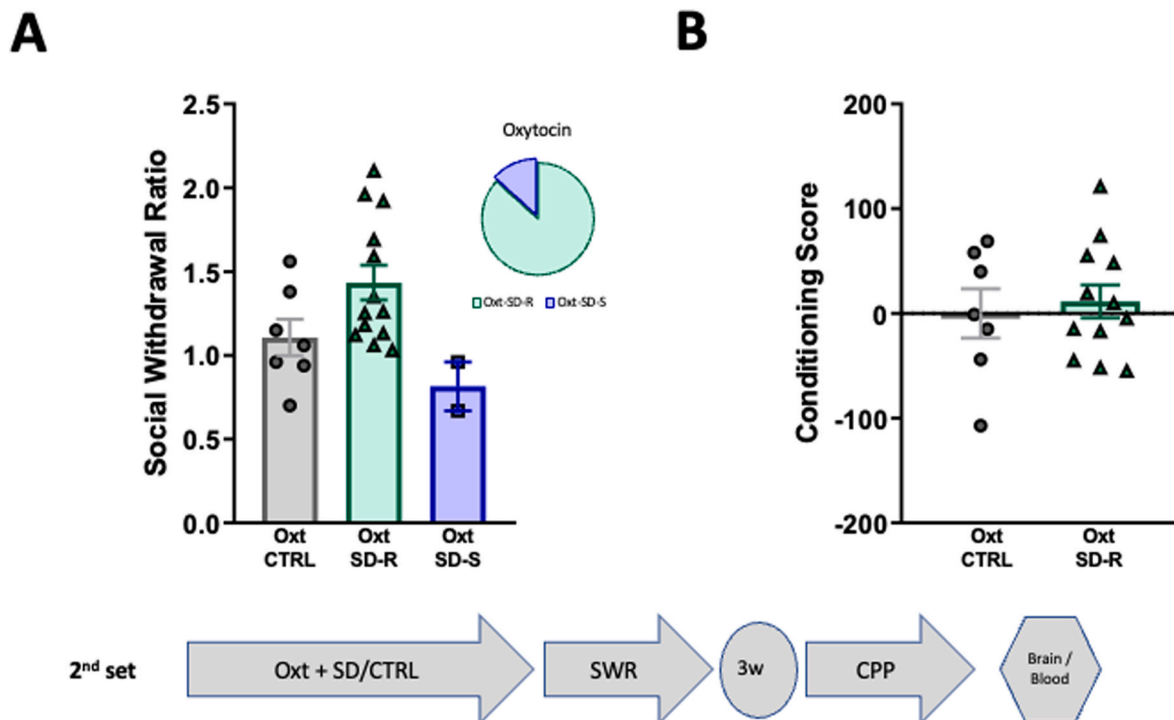 A
B
2.5
2.0
1.5
1.0
0.5
0.0
Social Withdrawal Ratio
Oxytocin
Oxt-SD-R Oxt-SD-S
Oxt
CTRL
Oxt
SD-R
Oxt
SD-S
200
100
0
-100
-200
Conditioning Score
Oxt
CTRL
Oxt
SD-R
2nd set
Oxt + SD/CTRL
SWR
3w
CPP
Brain /
Blood